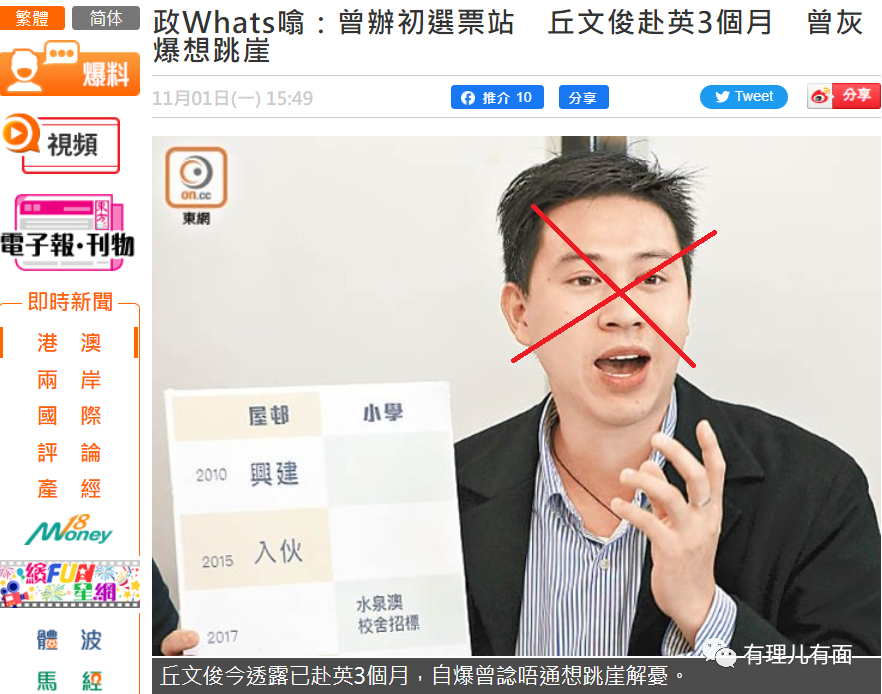 繁體
简体
爆料
視頻
東方
電子報‧刊物
即時新聞
港 澳
兩 岸
國 際
評 論
產 經
18
Money
繽FUN
星網
體 波
馬 經
政Whats噏：曾辦初選票站　丘文俊赴英3個月　曾灰
爆想跳崖
11月01日(一) 15:49
推介 10
分享
Tweet
分享
on.cc
東網
屋邨
小學
2010
興建
2015
入伙
2017
水泉澳
校舍招標
有理儿有面
丘文俊今透露已赴英3個月，自爆曾諗唔通想跳崖解憂。